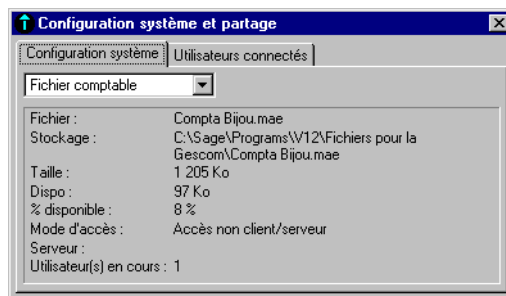 Configuration système et partage
Configuration système Utilisateurs connectés
Fichier comptable
Fichier : Compta Bijou.mae
Stockage : C:\Sage\Programs\V12\Fichiers pour la
Gescom\Compta Bijou.mae
Taille : 1 205 Ko
Dispo : 97 Ko
% disponible : 8 %
Mode d'accès : Accès non client/serveur
Serveur :
Utilisateur(s) en cours : 1